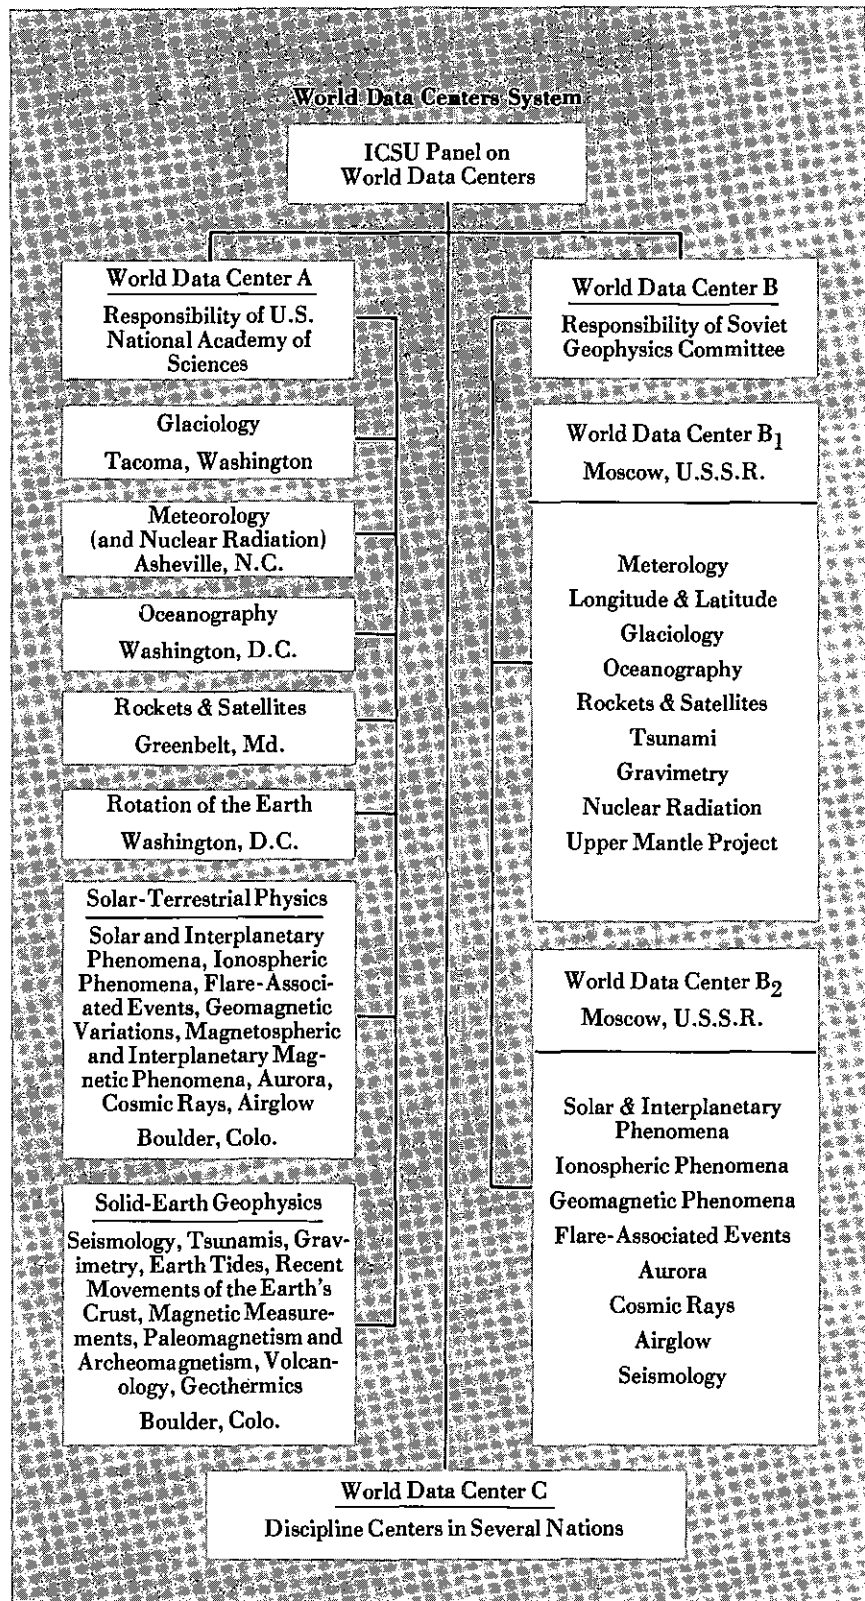 World Data Centers System
ICSU Panel on
World Data Centers
World Data Center A
Responsibility of U.S.
National Academy of
Sciences
Glaciology
Tacoma, Washington
Meteorology
(and Nuclear Radiation)
Asheville, N.C.
Oceanography
Washington, D.C.
Rockets & Satellites
Greenbelt, Md.
Rotation of the Earth
Washington, D.C.
Solar-Terrestrial Physics
Solar and Interplanetary
Phenomena, Ionospheric
Phenomena, Flare-Associ-
ated Events, Geomagnetic
Variations, Magnetospheric
and Interplanetary Mag-
netic Phenomena, Aurora,
Cosmic Rays, Airglow
Boulder, Colo.
Solid-Earth Geophysics
Seismology, Tsunamis, Grav-
imetry, Earth Tides, Recent
Movements of the Earth's
Crust, Magnetic Measure-
ments, Paleomagnetism and
Archeomagnetism, Volcan-
ology, Geothermics
Boulder, Colo.
World Data Center B
Responsibility of Soviet
Geophysics Committee
World Data Center B1
Moscow, U.S.S.R.
Meterology
Longitude & Latitude
Glaciology
Oceanography
Rockets & Satellites
Tsunami
Gravimetry
Nuclear Radiation
Upper Mantle Project
World Data Center B2
Moscow, U.S.S.R.
Solar & Interplanetary
Phenomena
Ionospheric Phenomena
Geomagnetic Phenomena
Flare-Associated Events
Aurora
Cosmic Rays
Airglow
Seismology
World Data Center C
Discipline Centers in Several Nations